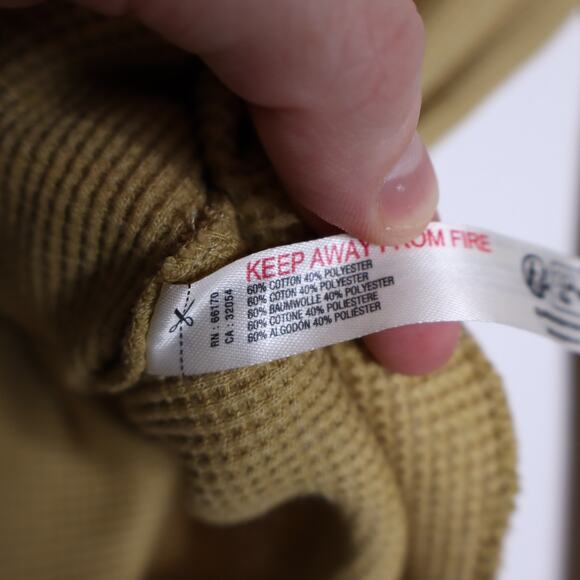 KEEP AWAY FROM FIRE
60% COTTON 40% POLYESTER
60% COTON 40% POLYESTER
60% BAUMWOLLE 40% POLYESTER
60% COTONE 40% POLIESTERE
60% ALGODÓN 40% POLIÉSTER
RN : 66170
CA : 32054